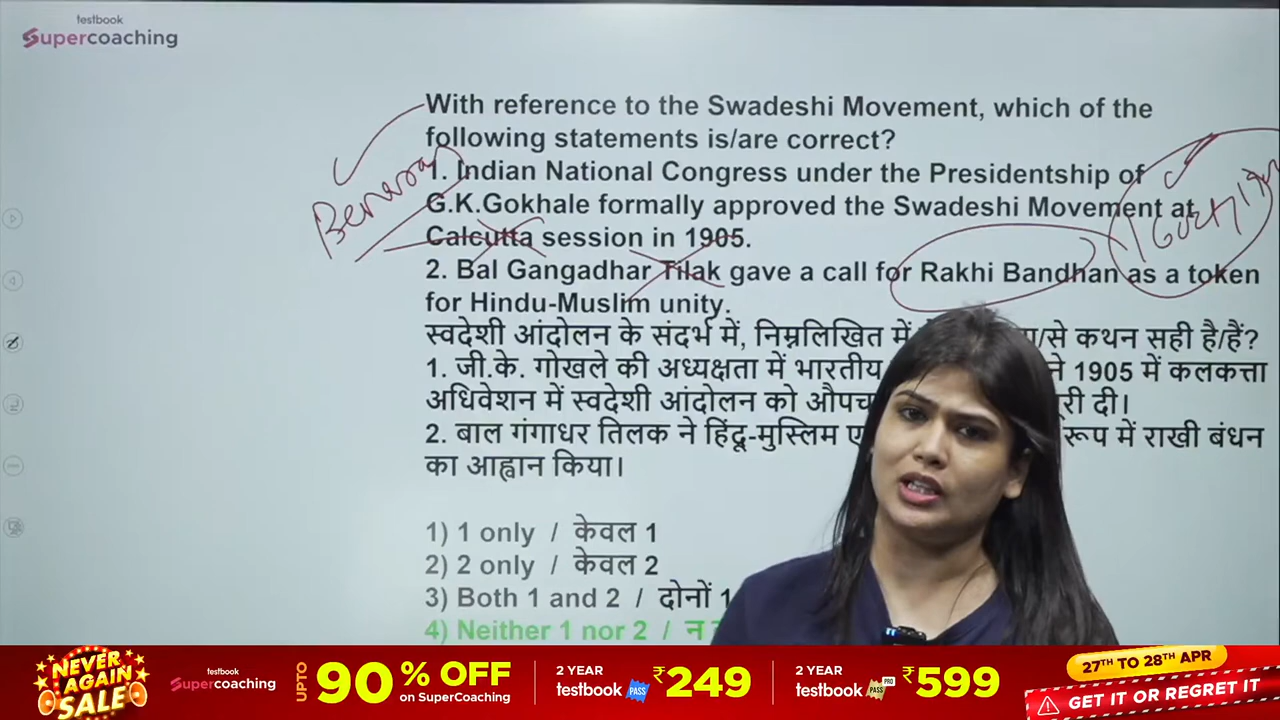 testbook
Supercoaching
With reference to the Swadeshi Movement, which of the
following statements is/are correct?
1. Indian National Congress under the Presidentship of
G.K.Gokhale formally approved the Swadeshi Movement at
Calcutta session in 1905.
2. Bal Gangadhar Tilak gave a call for Rakhi Bandhan as a token
for Hindu-Muslim unity.
स्वदेशी आंदोलन के संदर्भ में, निम्नलिखित में /से कथन सही है/हैं?
1. जी.के. गोखले की अध्यक्षता में भारतीय ने 1905 में कलकत्ता
अधिवेशन में स्वदेशी आंदोलन को दी।
2. बाल गंगाधर तिलक ने हिंदू-मुस्लिम रूप में राखी बंधन
का आह्वान किया।
1) 1 only / केवल 1
2) 2 only / केवल 2
3) Both 1 and 2 / दोनों 1
4) Neither 1 nor 2 / न
NEVER
AGAIN
SALE
testbook
Supercoaching
UPTO
90% OFF
on SuperCoaching
2 YEAR
testbook PASS
₹249
2 YEAR
testbook PASS PRO
₹599
27TH TO 28TH APR
GET IT OR REGRET IT